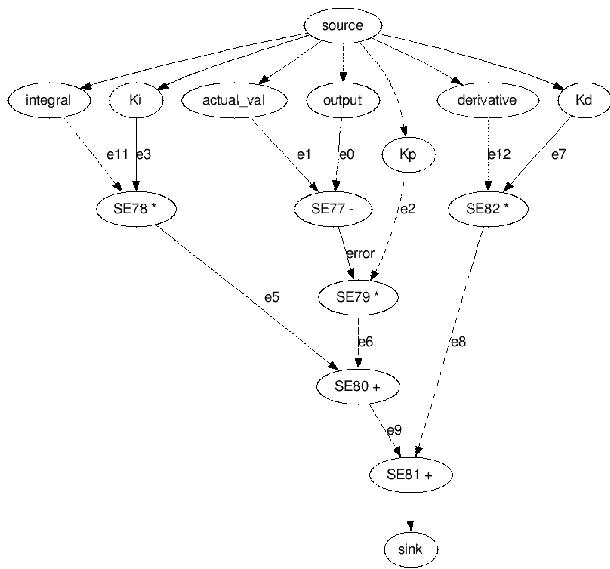 source
integral
Ki
actual_val
output
derivative
Kd
e11
e3
e1
e0
Kp
e12
e7
SE78 *
SE77 -
e2
SE82 *
error
SE79 *
e5
e6
e8
SE80 +
e9
SE81 +
sink